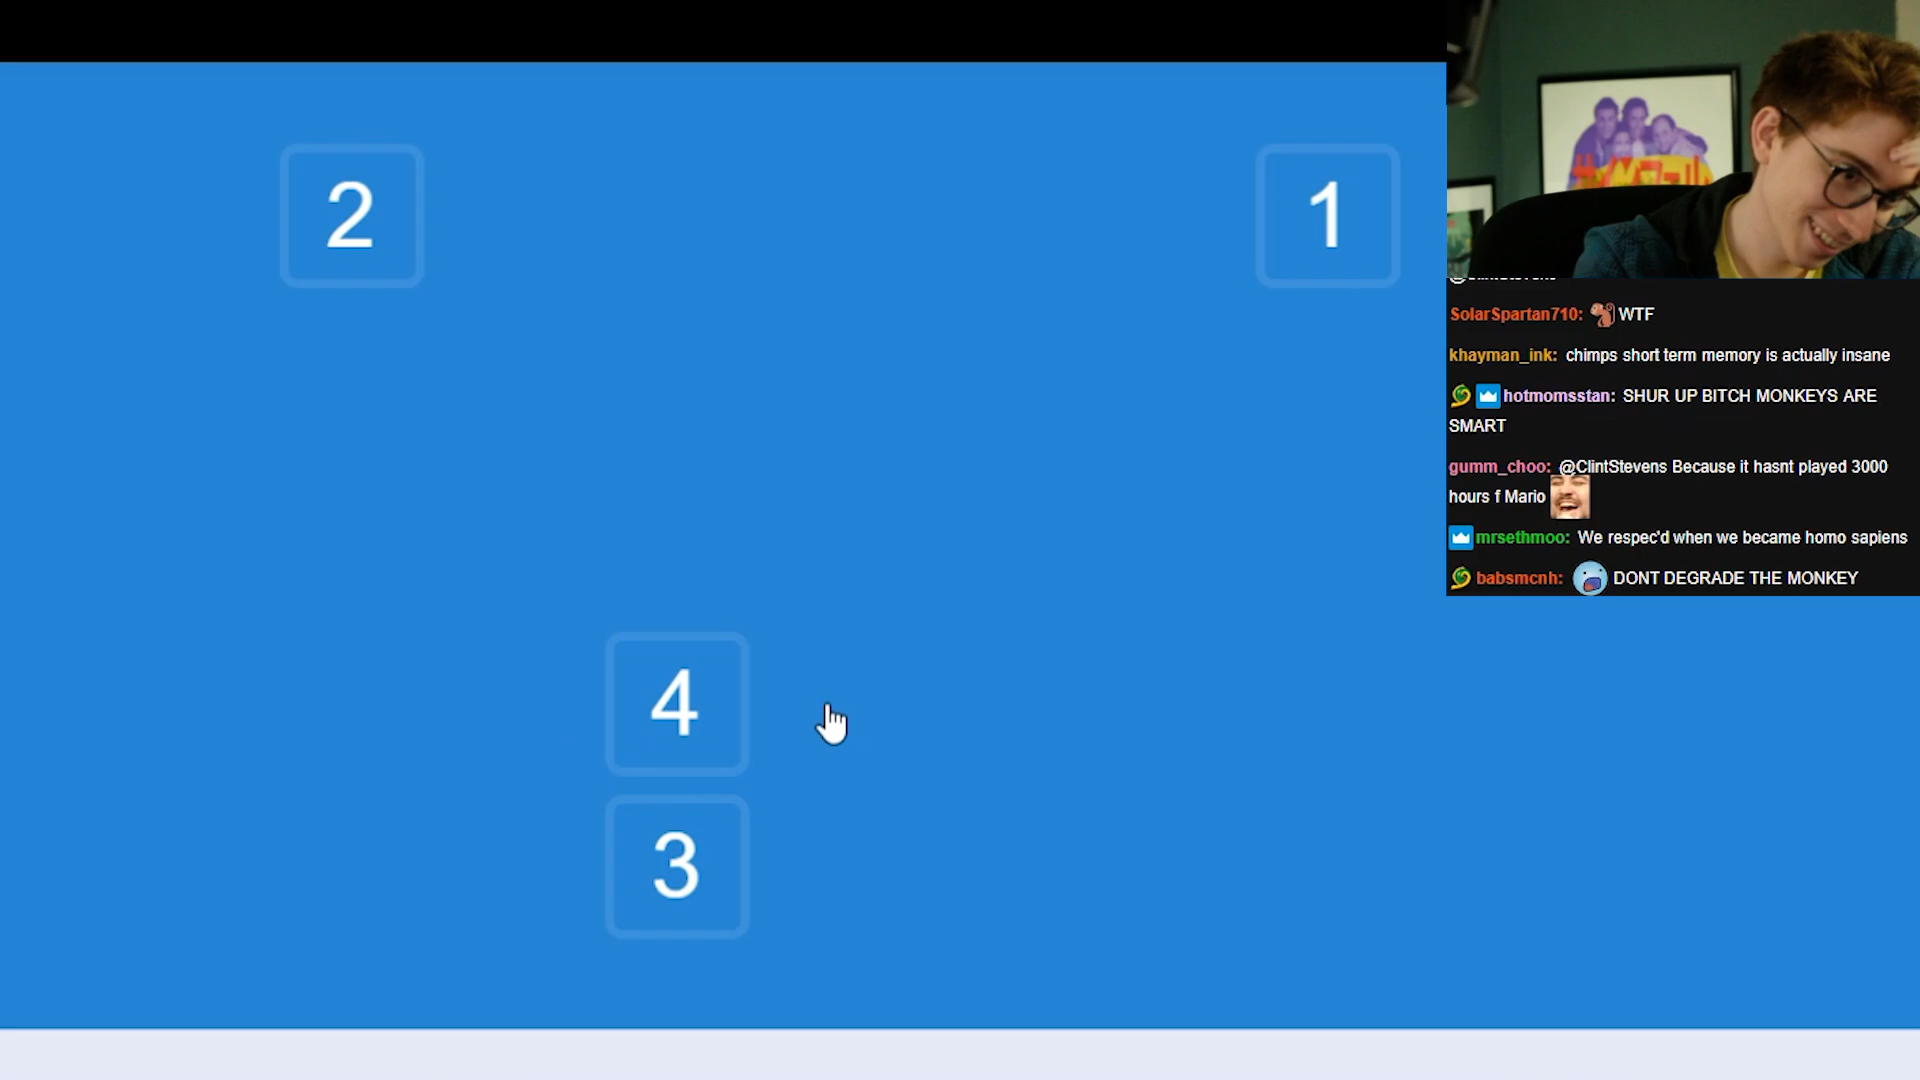 2
1
4
3
SolarSpartan710: WTF
khayman_ink: chimps short term memory is actually insane
hotmomsstan: SHUR UP BITCH MONKEYS ARE
SMART
gumm_choo: @ClintStevens Because it hasnt played 3000
hours f Mario
mrsethmoo: We respec'd when we became homo sapiens
babsmcnh: DONT DEGRADE THE MONKEY